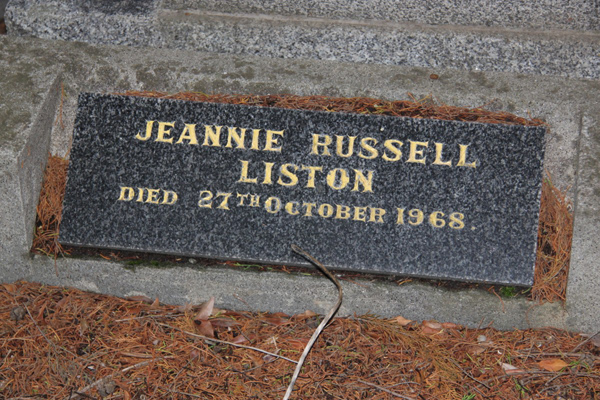 JEANNIE RUSSELL
LISTON
DIED 27TH OCTOBER 1968.